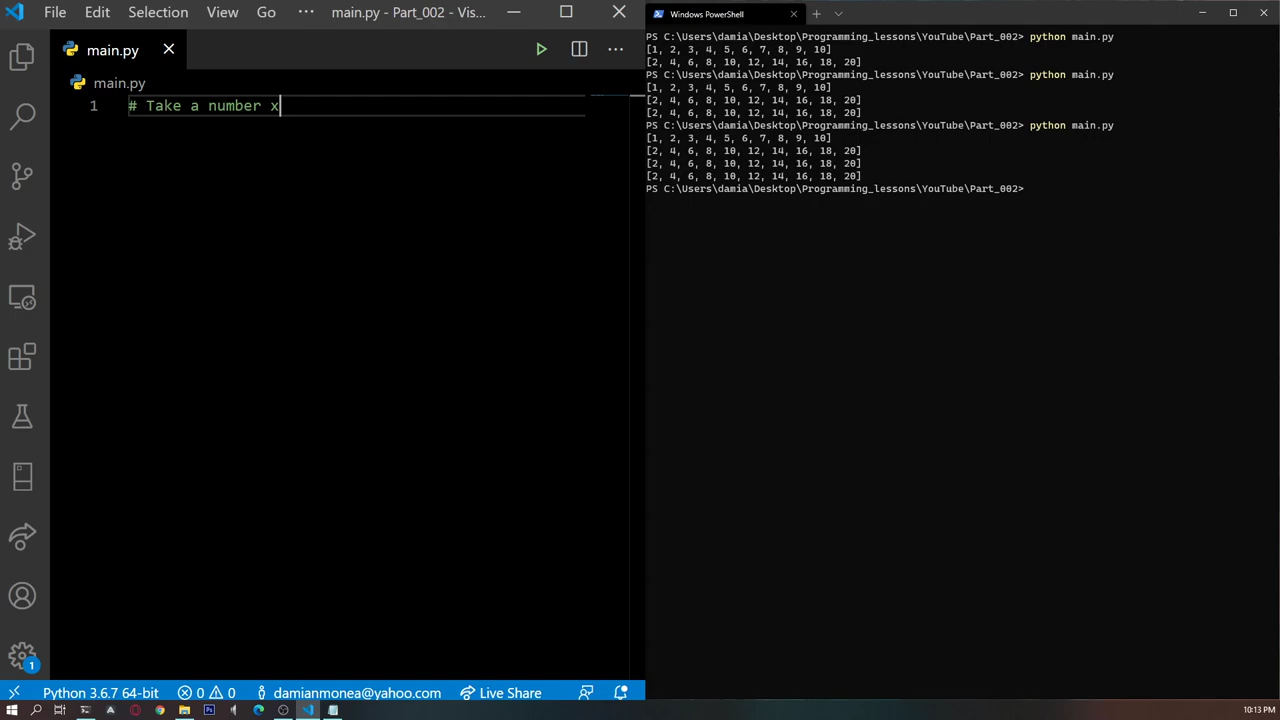 File Edit Selection View Go ··· main.py - Part_002 - Vis...
main.py
main.py
1 # Take a number x
Python 3.6.7 64-bit 0 0 damianmonea@yahoo.com Live Share
1
Windows PowerShell
PS C:\Users\damia\Desktop\Programming_lessons\YouTube\Part_002> python main.py
[1, 2, 3, 4, 5, 6, 7, 8, 9, 10]
[2, 4, 6, 8, 10, 12, 14, 16, 18, 20]
PS C:\Users\damia\Desktop\Programming_lessons\YouTube\Part_002> python main.py
[1, 2, 3, 4, 5, 6, 7, 8, 9, 10]
[2, 4, 6, 8, 10, 12, 14, 16, 18, 20]
[2, 4, 6, 8, 10, 12, 14, 16, 18, 20]
PS C:\Users\damia\Desktop\Programming_lessons\YouTube\Part_002> python main.py
[1, 2, 3, 4, 5, 6, 7, 8, 9, 10]
[2, 4, 6, 8, 10, 12, 14, 16, 18, 20]
[2, 4, 6, 8, 10, 12, 14, 16, 18, 20]
[2, 4, 6, 8, 10, 12, 14, 16, 18, 20]
PS C:\Users\damia\Desktop\Programming_lessons\YouTube\Part_002>
10:13 PM